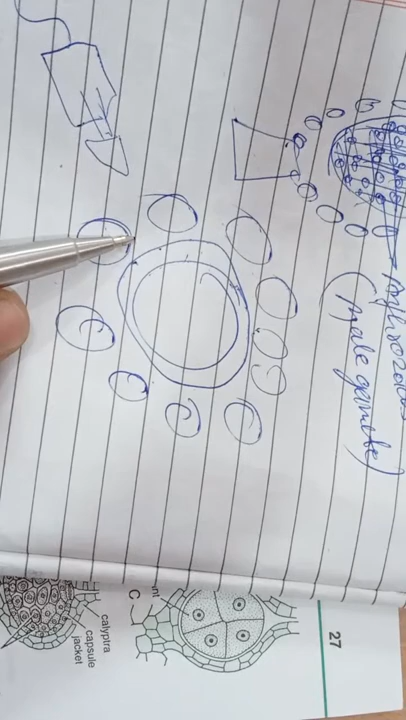 Antherozoids
(male gamete)
27
C
calyptra
capsule
jacket